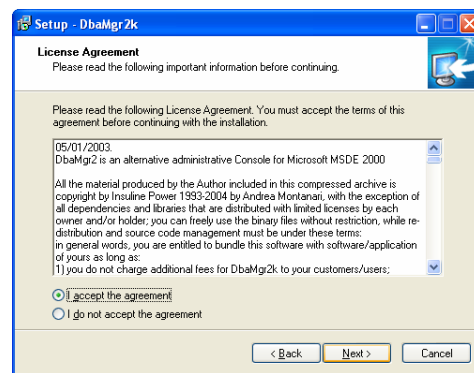 Setup - DbaMgr2k
License Agreement
Please read the following important information before continuing.
Please read the following License Agreement. You must accept the terms of this
agreement before continuing with the installation.
05/01/2003.
DbaMgr2 is an alternative administrative Console for Microsoft MSDE 2000
All the material produced by the Author included in this compressed archive is
copyright by Insuline Power 1993-2004 by Andrea Montanari, with the exception of
all dependencies and libraries that are distributed with limited licenses by each
owner and/or holder; you can freely use the binary files without restriction, while re-
distribution and source code management must be under these terms:
in general words, you are entitled to bundle this software with software/application
of yours as long as:
1) you do not charge additional fees for DbaMgr2k to your customers/users;
I accept the agreement
I do not accept the agreement
< Back
Next >
Cancel